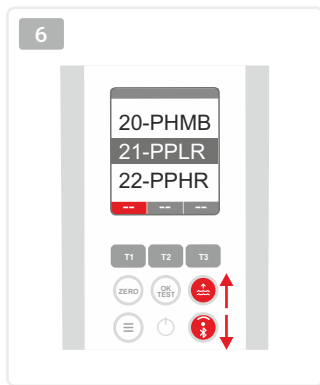 6
20-PHMB
21-PPLR
22-PPHR
-- -- --
T1 T2 T3
ZERO OK TEST